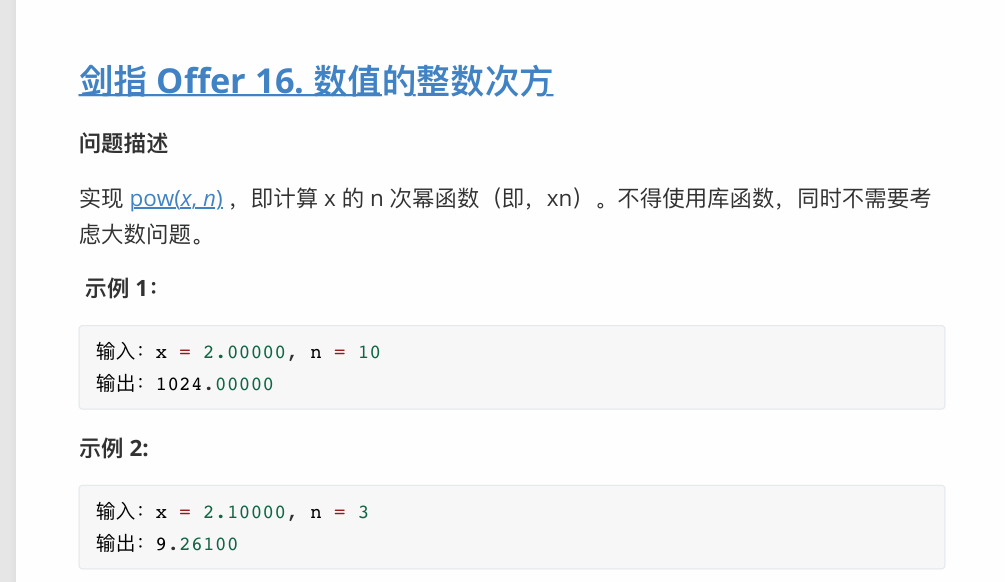 剑指 Offer 16. 数值的整数次方
问题描述
实现 pow(x, n) ，即计算 x 的 n 次幂函数（即，xn）。不得使用库函数，同时不需要考
虑大数问题。
示例 1：
输入：x = 2.00000, n = 10
输出：1024.00000
示例 2:
输入：x = 2.10000, n = 3
输出：9.26100